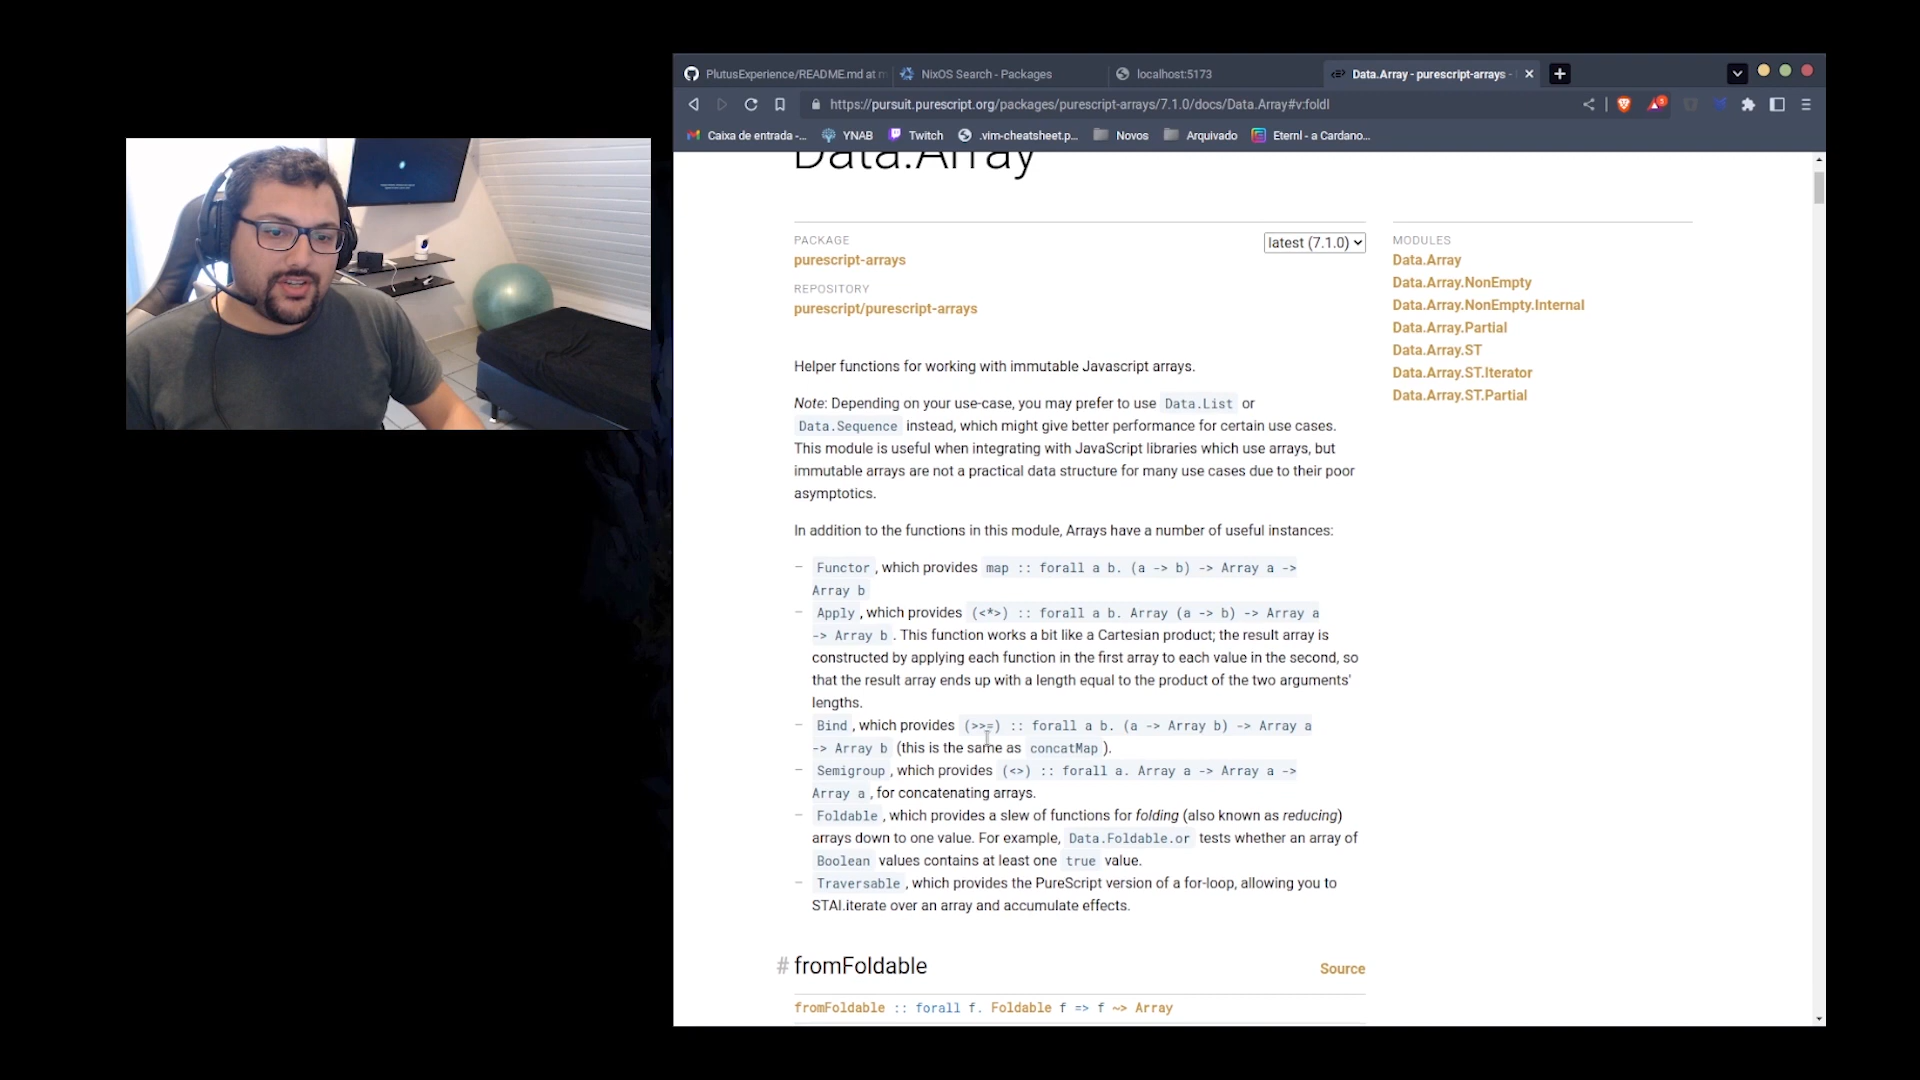 PlutusExperience/README.md at m
NixOS Search - Packages
localhost:5173
Data.Array - purescript-arrays -
https://pursuit.purescript.org/packages/purescript-arrays/7.1.0/docs/Data.Array#v:foldl
Caixa de entrada -...
YNAB
Twitch
.vim-cheatsheet.p...
Novos
Arquivado
Eternl - a Cardano...
Data.Array
PACKAGE
purescript-arrays
latest (7.1.0)
REPOSITORY
purescript/purescript-arrays
MODULES
Data.Array
Data.Array.NonEmpty
Data.Array.NonEmpty.Internal
Data.Array.Partial
Data.Array.ST
Data.Array.ST.Iterator
Data.Array.ST.Partial
Helper functions for working with immutable Javascript arrays.
Note: Depending on your use-case, you may prefer to use Data.List or
Data.Sequence instead, which might give better performance for certain use cases.
This module is useful when integrating with JavaScript libraries which use arrays, but
immutable arrays are not a practical data structure for many use cases due to their poor
asymptotics.
In addition to the functions in this module, Arrays have a number of useful instances:
– Functor, which provides map :: forall a b. (a -> b) -> Array a ->
Array b
– Apply, which provides (<*>) :: forall a b. Array (a -> b) -> Array a
-> Array b. This function works a bit like a Cartesian product; the result array is
constructed by applying each function in the first array to each value in the second, so
that the result array ends up with a length equal to the product of the two arguments'
lengths.
– Bind, which provides (>>=) :: forall a b. (a -> Array b) -> Array a
-> Array b (this is the same as concatMap).
– Semigroup, which provides (<>) :: forall a. Array a -> Array a ->
Array a, for concatenating arrays.
– Foldable, which provides a slew of functions for folding (also known as reducing)
arrays down to one value. For example, Data.Foldable.or tests whether an array of
Boolean values contains at least one true value.
– Traversable, which provides the PureScript version of a for-loop, allowing you to
STAI.iterate over an array and accumulate effects.
# fromFoldable
Source
fromFoldable :: forall f. Foldable f => f ~> Array